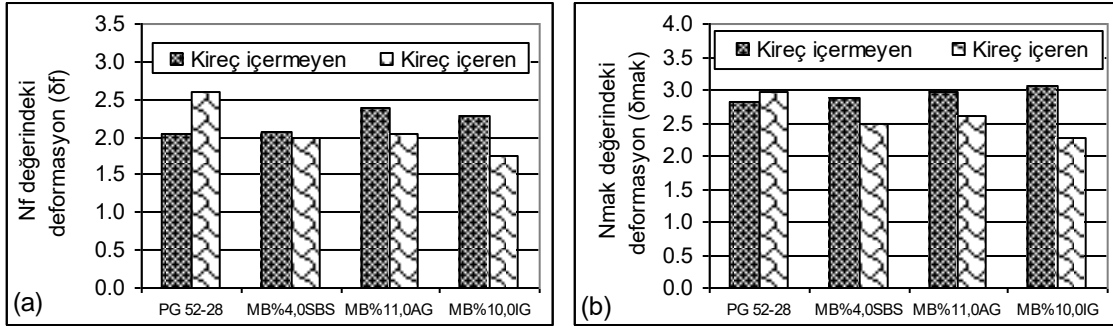 Nf değerindeki
deformasyon (δf)
3.5
3.0
2.5
2.0
1.5
1.0
0.5
0.0
Kireç içermeyen
Kireç içeren
PG 52-28
MB%4,0SBS
MB%11,0AG
MB%10,0IG
(a)
Nmak değerindeki
deformasyon (δmak)
4.0
3.5
3.0
2.5
2.0
1.5
1.0
0.5
0.0
Kireç içermeyen
Kireç içeren
PG 52-28
MB%4,0SBS
MB%11,0AG
MB%10,0IG
(b)